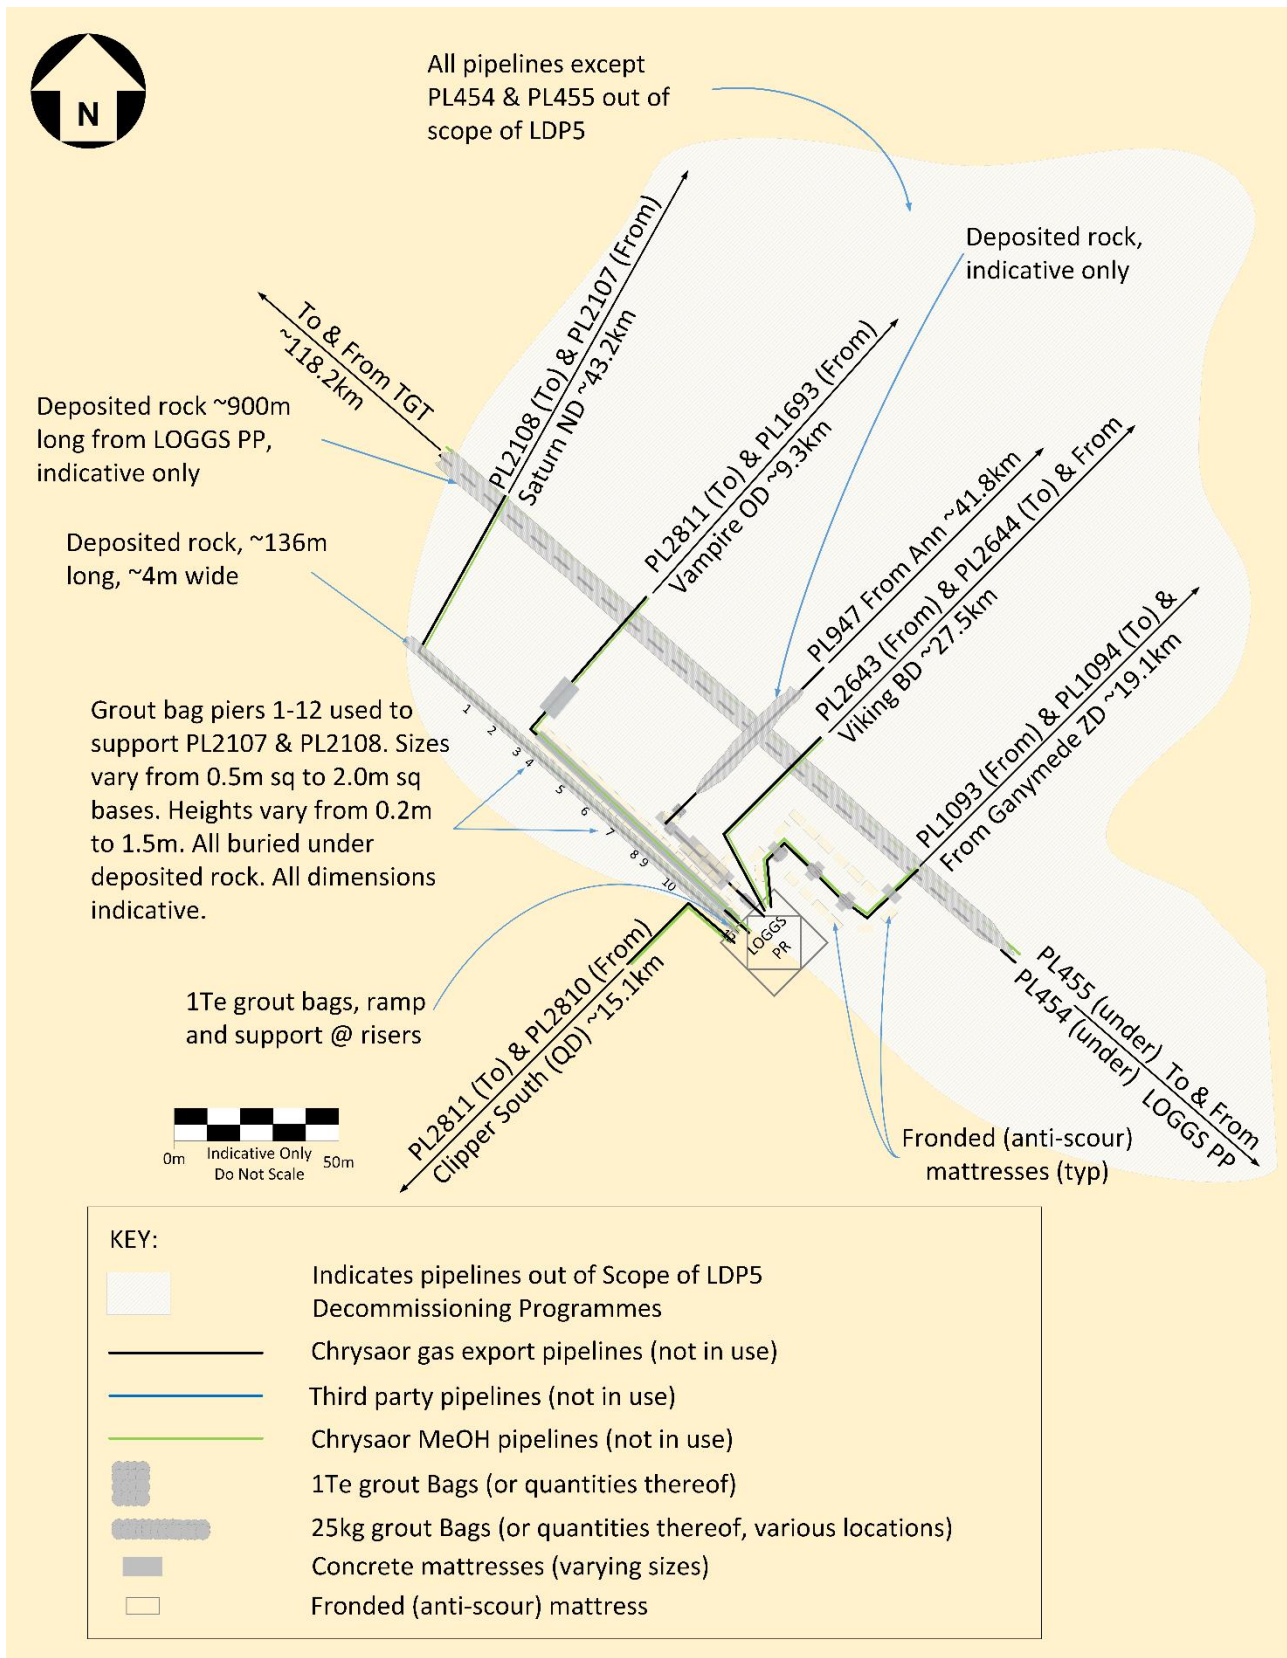 N
All pipelines except
PL454 & PL455 out of
scope of LDP5
Deposited rock,
indicative only
To & From TGT
~118.2km
PL2108 (To) & PL2107 (From)
Saturn ND ~43.2km
Deposited rock ~900m
long from LOGGS PP,
indicative only
PL2811 (To) & PL1693 (From)
Vampire OD ~9.3km
PL947 From Ann ~41.8km
PL2643 (From) & PL2644 (To) & From
Viking BD ~27.5km
Deposited rock, ~136m
long, ~4m wide
PL1093 (From) & PL1094 (To) &
From Ganymede ZD ~19.1km
Grout bag piers 1-12 used to
support PL2107 & PL2108. Sizes
vary from 0.5m sq to 2.0m sq
bases. Heights vary from 0.2m
to 1.5m. All buried under
deposited rock. All dimensions
indicative.
1
2
3
4
5
6
7
8
9
10
LOGGS
PR
1Te grout bags, ramp
and support @ risers
PL2811 (To) & PL2810 (From)
Clipper South (QD) ~15.1km
PL455 (under) To & From
PL454 (under) LOGGS PP
Fronded (anti-scour)
mattresses (typ)
0m
Indicative Only
Do Not Scale
50m
KEY:
Indicates pipelines out of Scope of LDP5
Decommissioning Programmes
Chrysaor gas export pipelines (not in use)
Third party pipelines (not in use)
Chrysaor MeOH pipelines (not in use)
1Te grout Bags (or quantities thereof)
25kg grout Bags (or quantities thereof, various locations)
Concrete mattresses (varying sizes)
Fronded (anti-scour) mattress